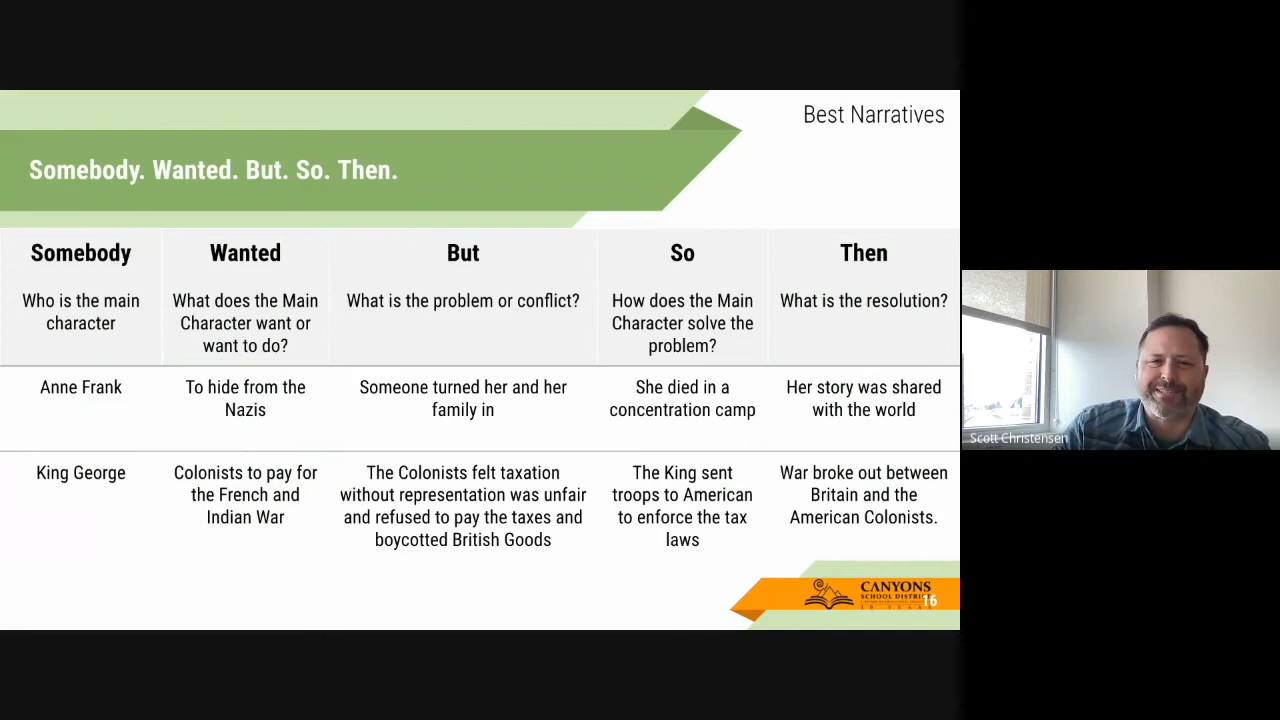 Best Narratives
Somebody. Wanted. But. So. Then.
Somebody
Who is the main
character
Wanted
What does the Main
Character want or
want to do?
But
What is the problem or conflict?
So
How does the Main
Character solve the
problem?
Then
What is the resolution?
Anne Frank
To hide from the
Nazis
Someone turned her and her
family in
She died in a
concentration camp
Her story was shared
with the world
King George
Colonists to pay for
the French and
Indian War
The Colonists felt taxation
without representation was unfair
and refused to pay the taxes and
boycotted British Goods
The King sent
troops to American
to enforce the tax
laws
War broke out between
Britain and the
American Colonists.
CANYONS
SCHOOL
16
Scott Christensen